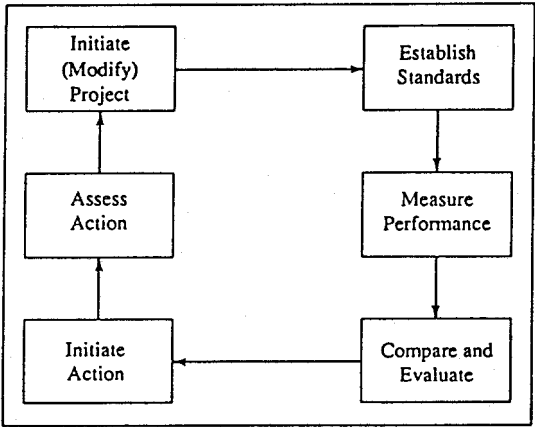 Initiate
(Modify)
Project
Establish
Standards
Assess
Action
Measure
Performance
Initiate
Action
Compare and
Evaluate